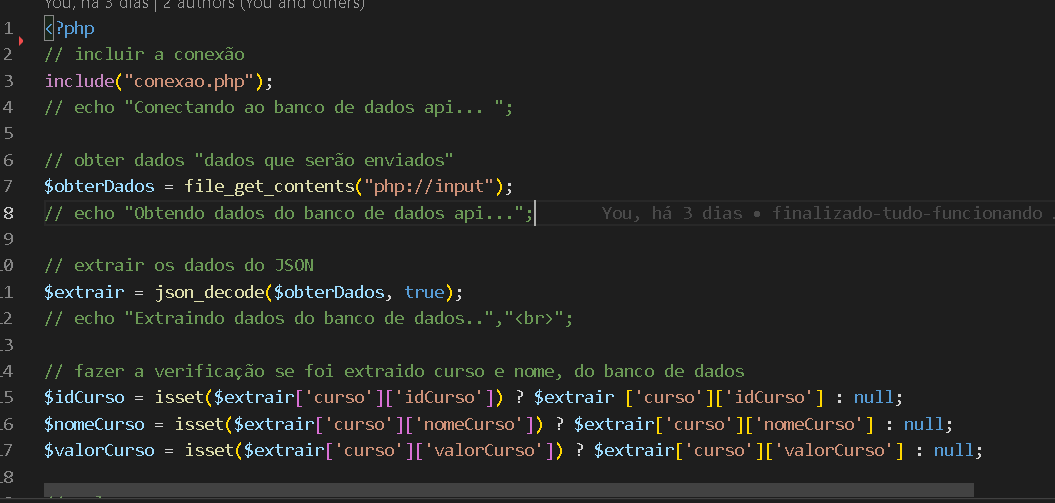 You, há 3 dias | 2 authors (You and others)
1 <?php
2 // incluir a conexão
3 include("conexao.php");
4 // echo "Conectando ao banco de dados api... ";
5
6 // obter dados "dados que serão enviados"
7 $obterDados = file_get_contents("php://input");
8 // echo "Obtendo dados do banco de dados api..."; You, há 3 dias • finalizado-tudo-funcionando
9
10 // extrair os dados do JSON
11 $extrair = json_decode($obterDados, true);
12 // echo "Extraindo dados do banco de dados..","<br>";
13
14 // fazer a verificação se foi extraido curso e nome, do banco de dados
15 $idCurso = isset($extrair['curso']['idCurso']) ? $extrair ['curso']['idCurso'] : null;
16 $nomeCurso = isset($extrair['curso']['nomeCurso']) ? $extrair['curso']['nomeCurso'] : null;
17 $valorCurso = isset($extrair['curso']['valorCurso']) ? $extrair['curso']['valorCurso'] : null;
18